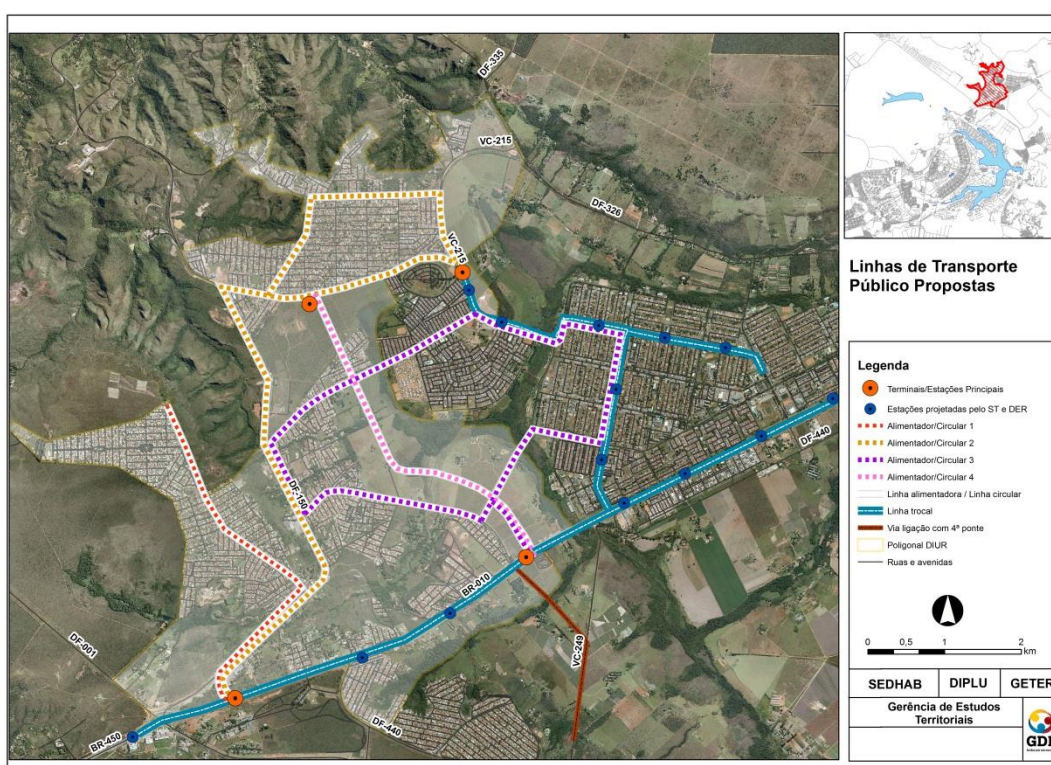 DF-335
VC-215
DF-326
VC-215
DF-150
DF-440
BR-010
VC-249
DF-001
DF-440
BR-450
Linhas de Transporte
Público Propostas
Legenda
Terminais/Estações Principais
Estações projetadas pelo ST e DER
Alimentador/Circular 1
Alimentador/Circular 2
Alimentador/Circular 3
Alimentador/Circular 4
Linha alimentadora / Linha circular
Linha trocal
Via ligação com 4ª ponte
Poligonal DIUR
Ruas e avenidas
0 0,5 1 2
km
SEDHAB DIPLU GETER
Gerência de Estudos
Territoriais
GDF